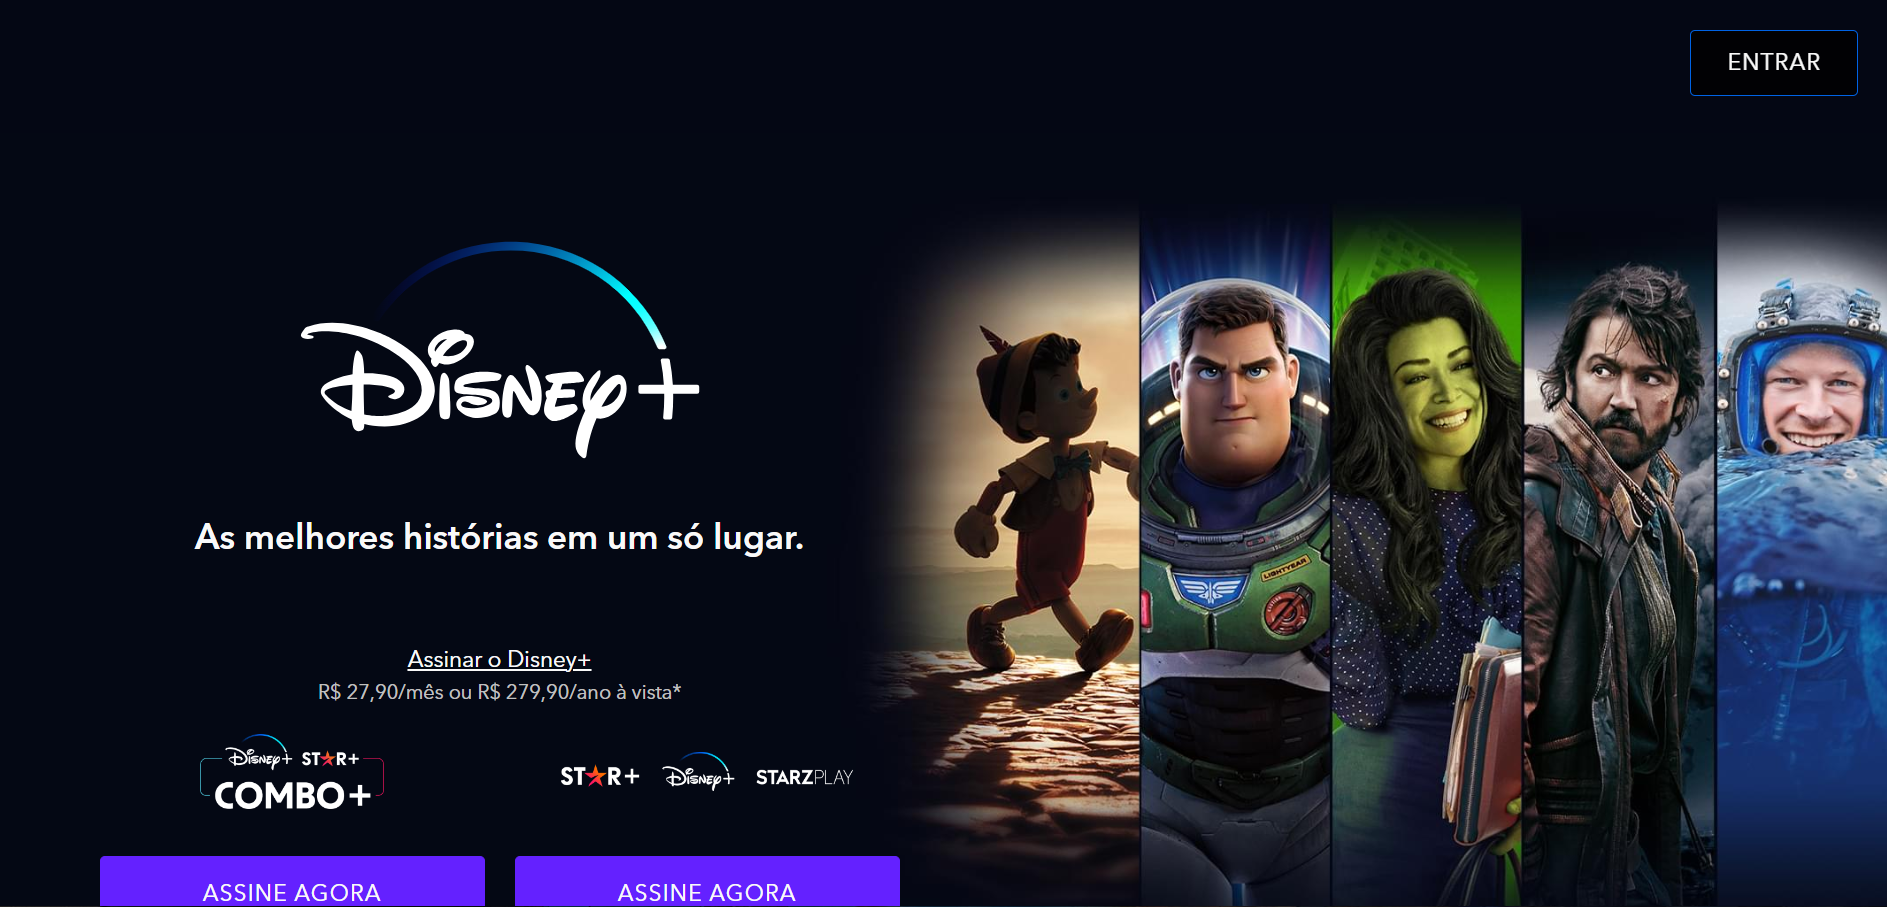 ENTRAR
Disney+
As melhores histórias em um só lugar.
Assinar o Disney+
R$ 27,90/mês ou R$ 279,90/ano à vista*
Disney+ STAR+
COMBO+
STAR+ Disney+ STARZPLAY
ASSINE AGORA
ASSINE AGORA
LIGHTYEAR